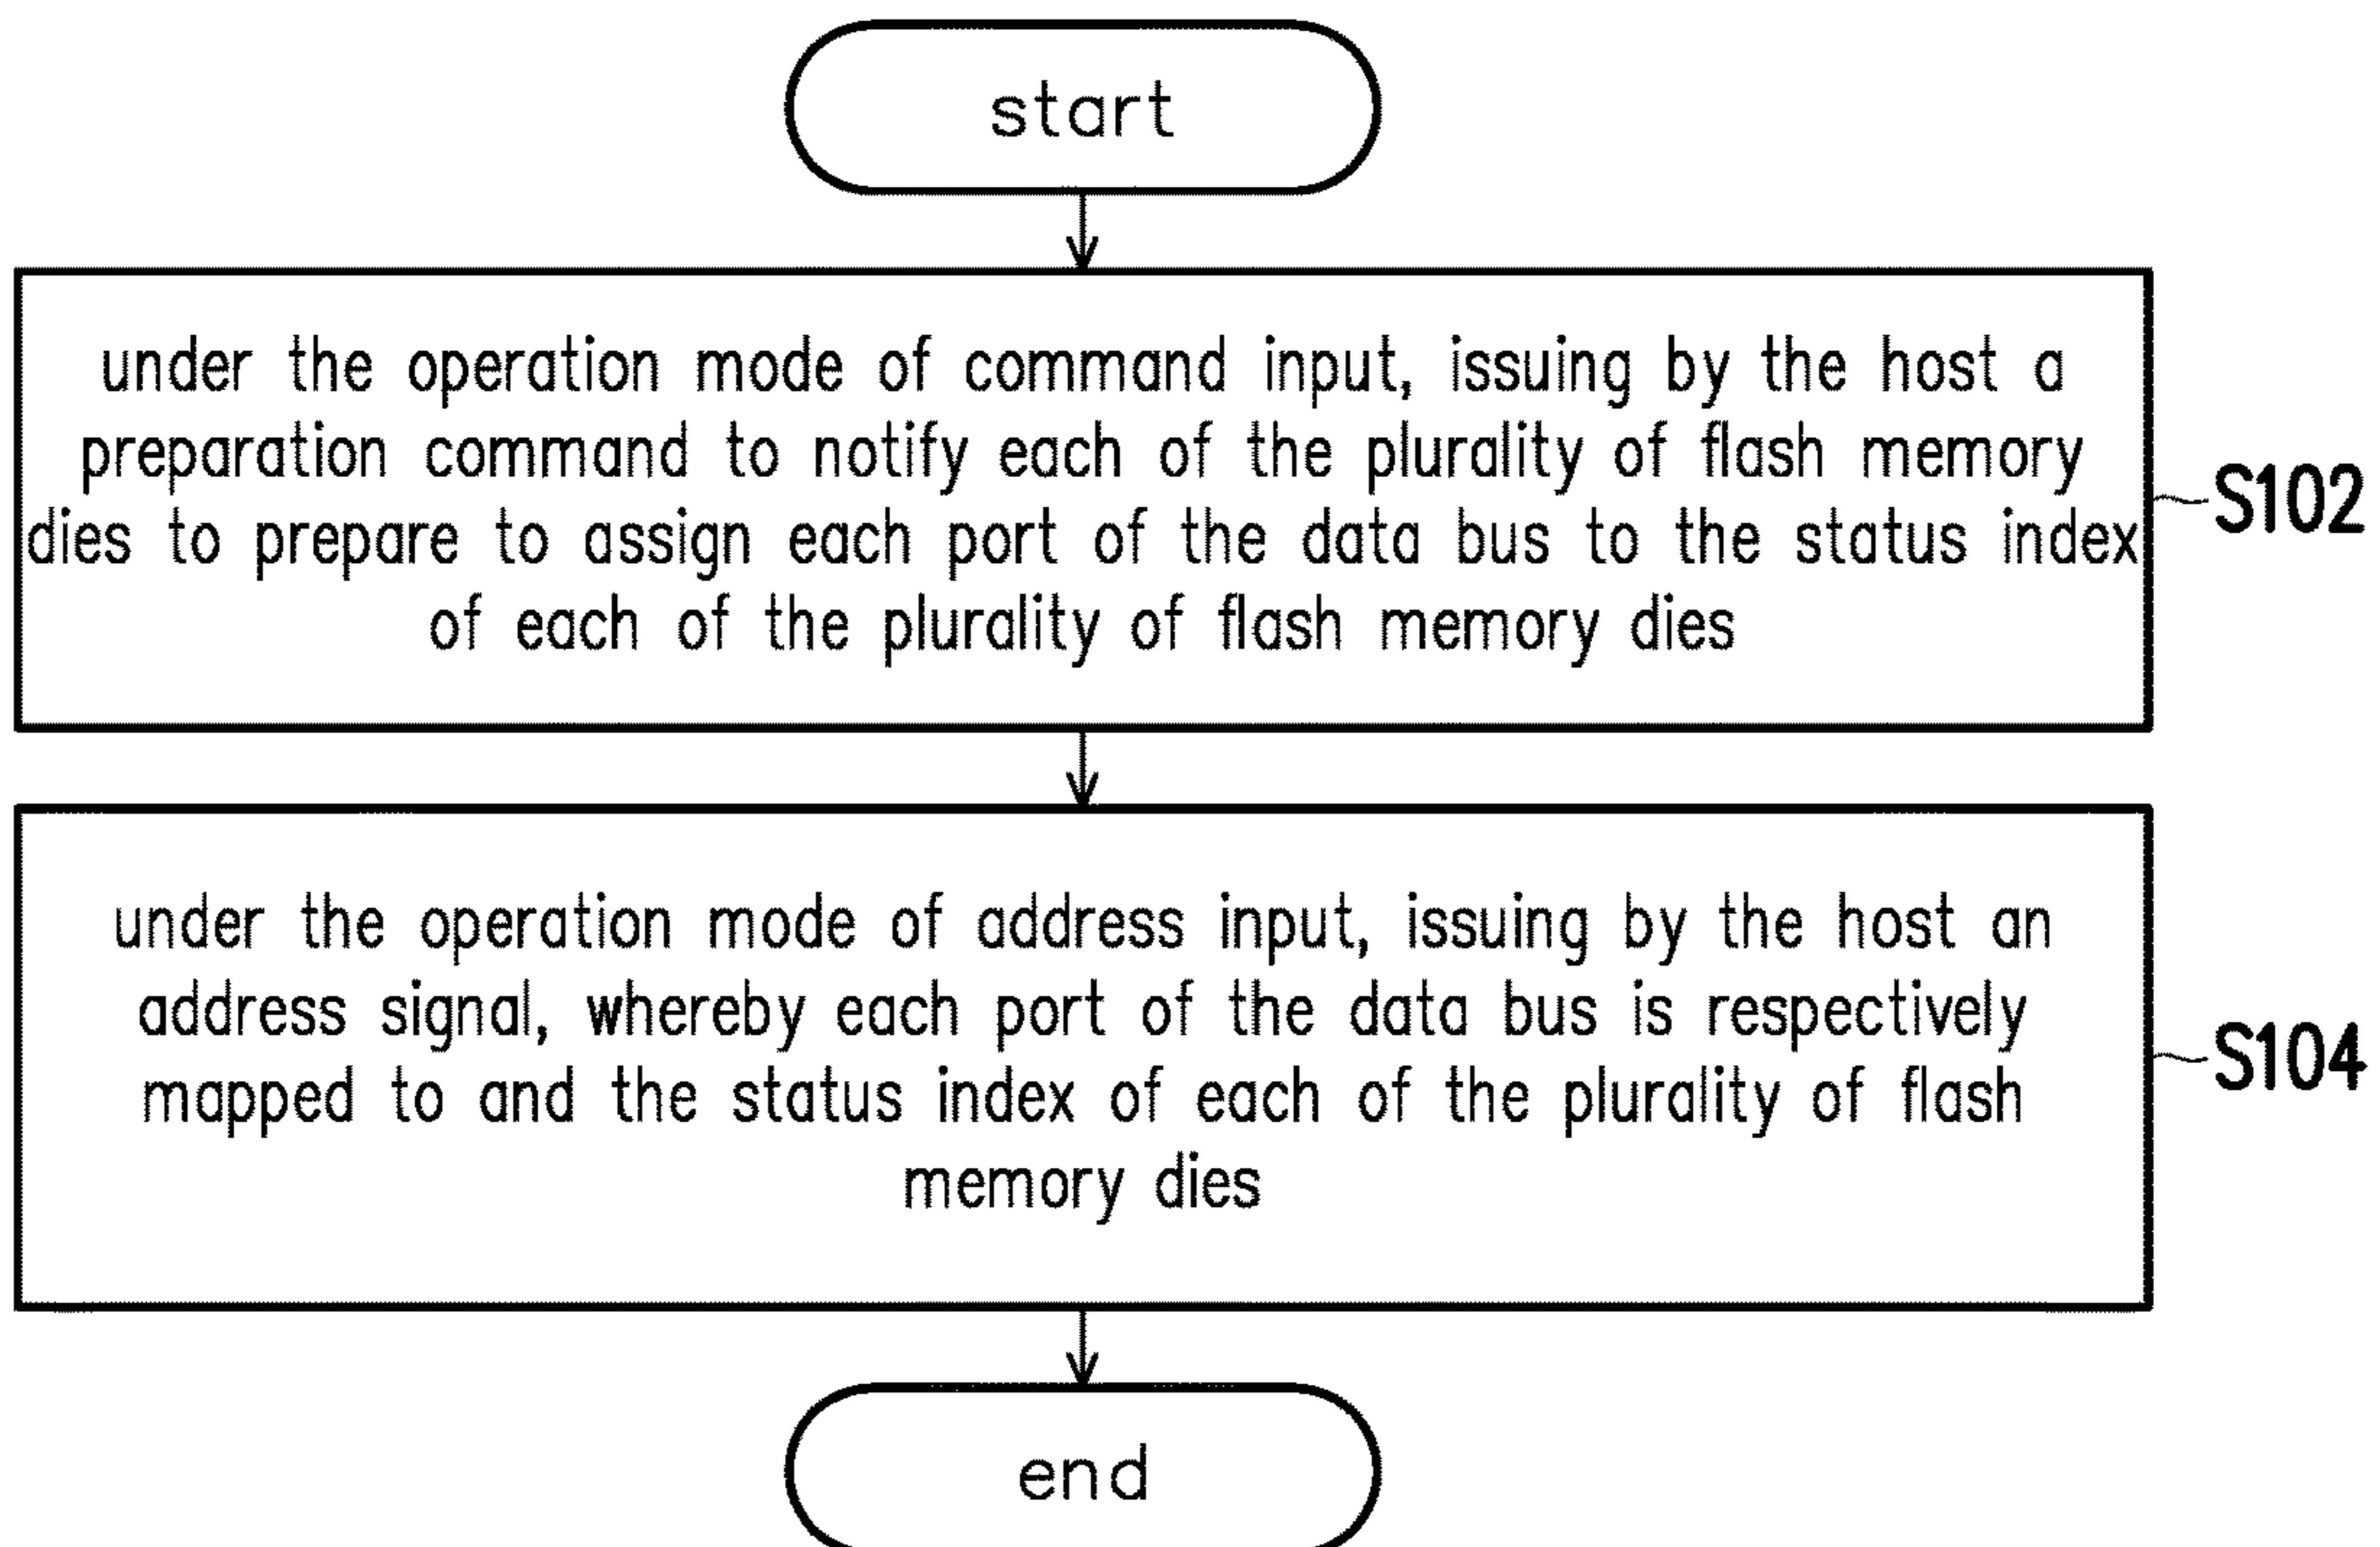 start
under the operation mode of command input, issuing by the host a
preparation command to notify each of the plurality of flash memory
dies to prepare to assign each port of the data bus to the status index
of each of the plurality of flash memory dies
S102
under the operation mode of address input, issuing by the host an
address signal, whereby each port of the data bus is respectively
mapped to and the status index of each of the plurality of flash
memory dies
S104
end